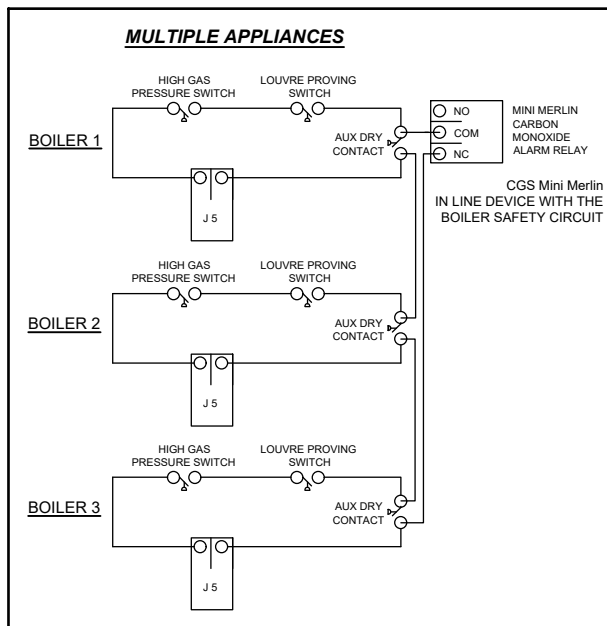 MULTIPLE APPLIANCES
HIGH GAS
PRESSURE SWITCH
LOUVRE PROVING
SWITCH
BOILER 1
AUX DRY
CONTACT
NO
COM
NC
MINI MERLIN
CARBON
MONOXIDE
ALARM RELAY
J 5
CGS Mini Merlin
IN LINE DEVICE WITH THE
BOILER SAFETY CIRCUIT
HIGH GAS
PRESSURE SWITCH
LOUVRE PROVING
SWITCH
BOILER 2
AUX DRY
CONTACT
J 5
HIGH GAS
PRESSURE SWITCH
LOUVRE PROVING
SWITCH
BOILER 3
AUX DRY
CONTACT
J 5